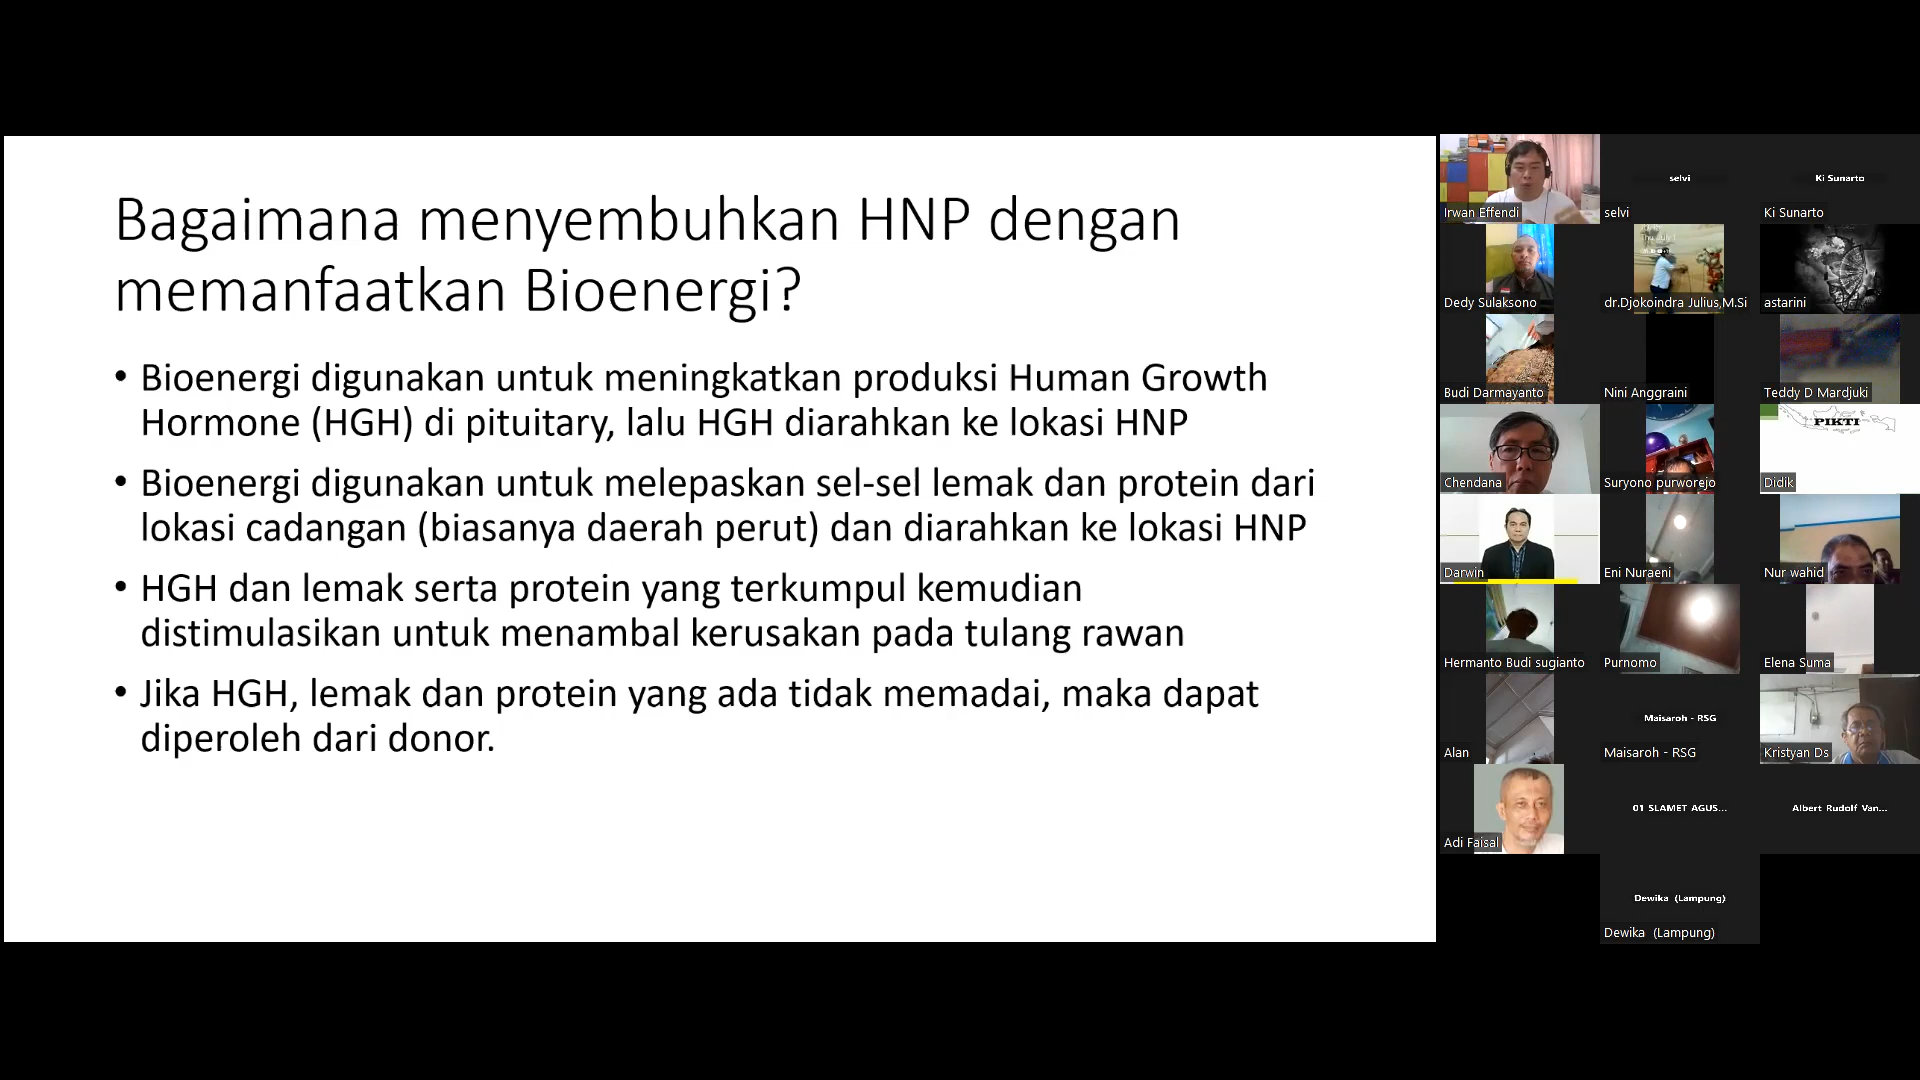 Bagaimana menyembuhkan HNP dengan
memanfaatkan Bioenergi?
• Bioenergi digunakan untuk meningkatkan produksi Human Growth
Hormone (HGH) di pituitary, lalu HGH diarahkan ke lokasi HNP
• Bioenergi digunakan untuk melepaskan sel-sel lemak dan protein dari
lokasi cadangan (biasanya daerah perut) dan diarahkan ke lokasi HNP
• HGH dan lemak serta protein yang terkumpul kemudian
distimulasikan untuk menambal kerusakan pada tulang rawan
• Jika HGH, lemak dan protein yang ada tidak memadai, maka dapat
diperoleh dari donor.
Irwan Effendi
selvi
selvi
Ki Sunarto
Ki Sunarto
Dedy Sulaksono
dr.Djokoindra Julius,M.Si
astarini
Budi Darmayanto
Nini Anggraini
Teddy D Mardjuki
Chendana
Suryono purworejo
PIKTI
Didik
Darwin
Eni Nuraeni
Nur wahid
Hermanto Budi sugianto
Purnomo
Elena Suma
Alan
Maisaroh - RSG
Maisaroh - RSG
Kristyan Ds
Adi Faisal
01 SLAMET AGUS...
Albert Rudolf Van...
Dewika (Lampung)
Dewika (Lampung)